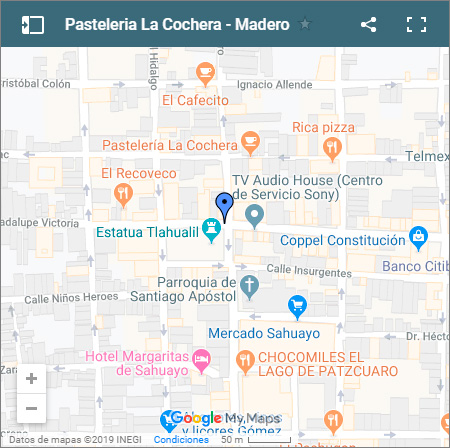 Pasteleria La Cochera - Madero
Hidalgo
ristóbal Colón
Ignacio Allende
El Cafecito
Rica pizza
Pastelería La Cochera
Telmex
El Recoveco
TV Audio House (Centro
de Servicio Sony)
adalupe Victoria
Estatua Tlahualil
Coppel Constitución
Banco Citib
Calle Insurgentes
Calle Niños Heroes
Parroquia de
Santiago Apóstol
Mercado Sahuayo
Dr. Héct
Hotel Margaritas
de Sahuayo
Zara
CHOCOMILES EL
LAGO DE PATZCUARO
+
−
Google My Maps
y licores Gómez
Datos de mapas ©2019 INEGI
Condiciones
50 m